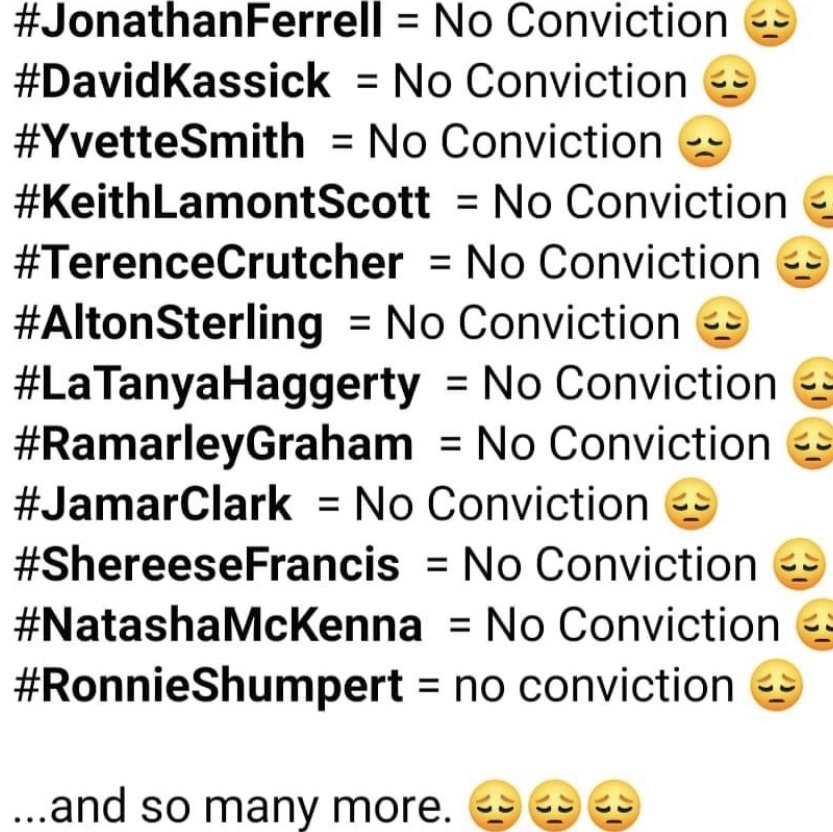 #JonathanFerrell = No Conviction 😔
#DavidKassick = No Conviction 😔
#YvetteSmith = No Conviction 😞
#KeithLamontScott = No Conviction 😔
#TerenceCrutcher = No Conviction 😔
#AltonSterling = No Conviction 😔
#LaTanyaHaggerty = No Conviction 😔
#RamarleyGraham = No Conviction 😔
#JamarClark = No Conviction 😔
#ShereeseFrancis = No Conviction 😔
#NatashaMcKenna = No Conviction 😔
#RonnieShumpert = no conviction 😔
...and so many more. 😔😔😔